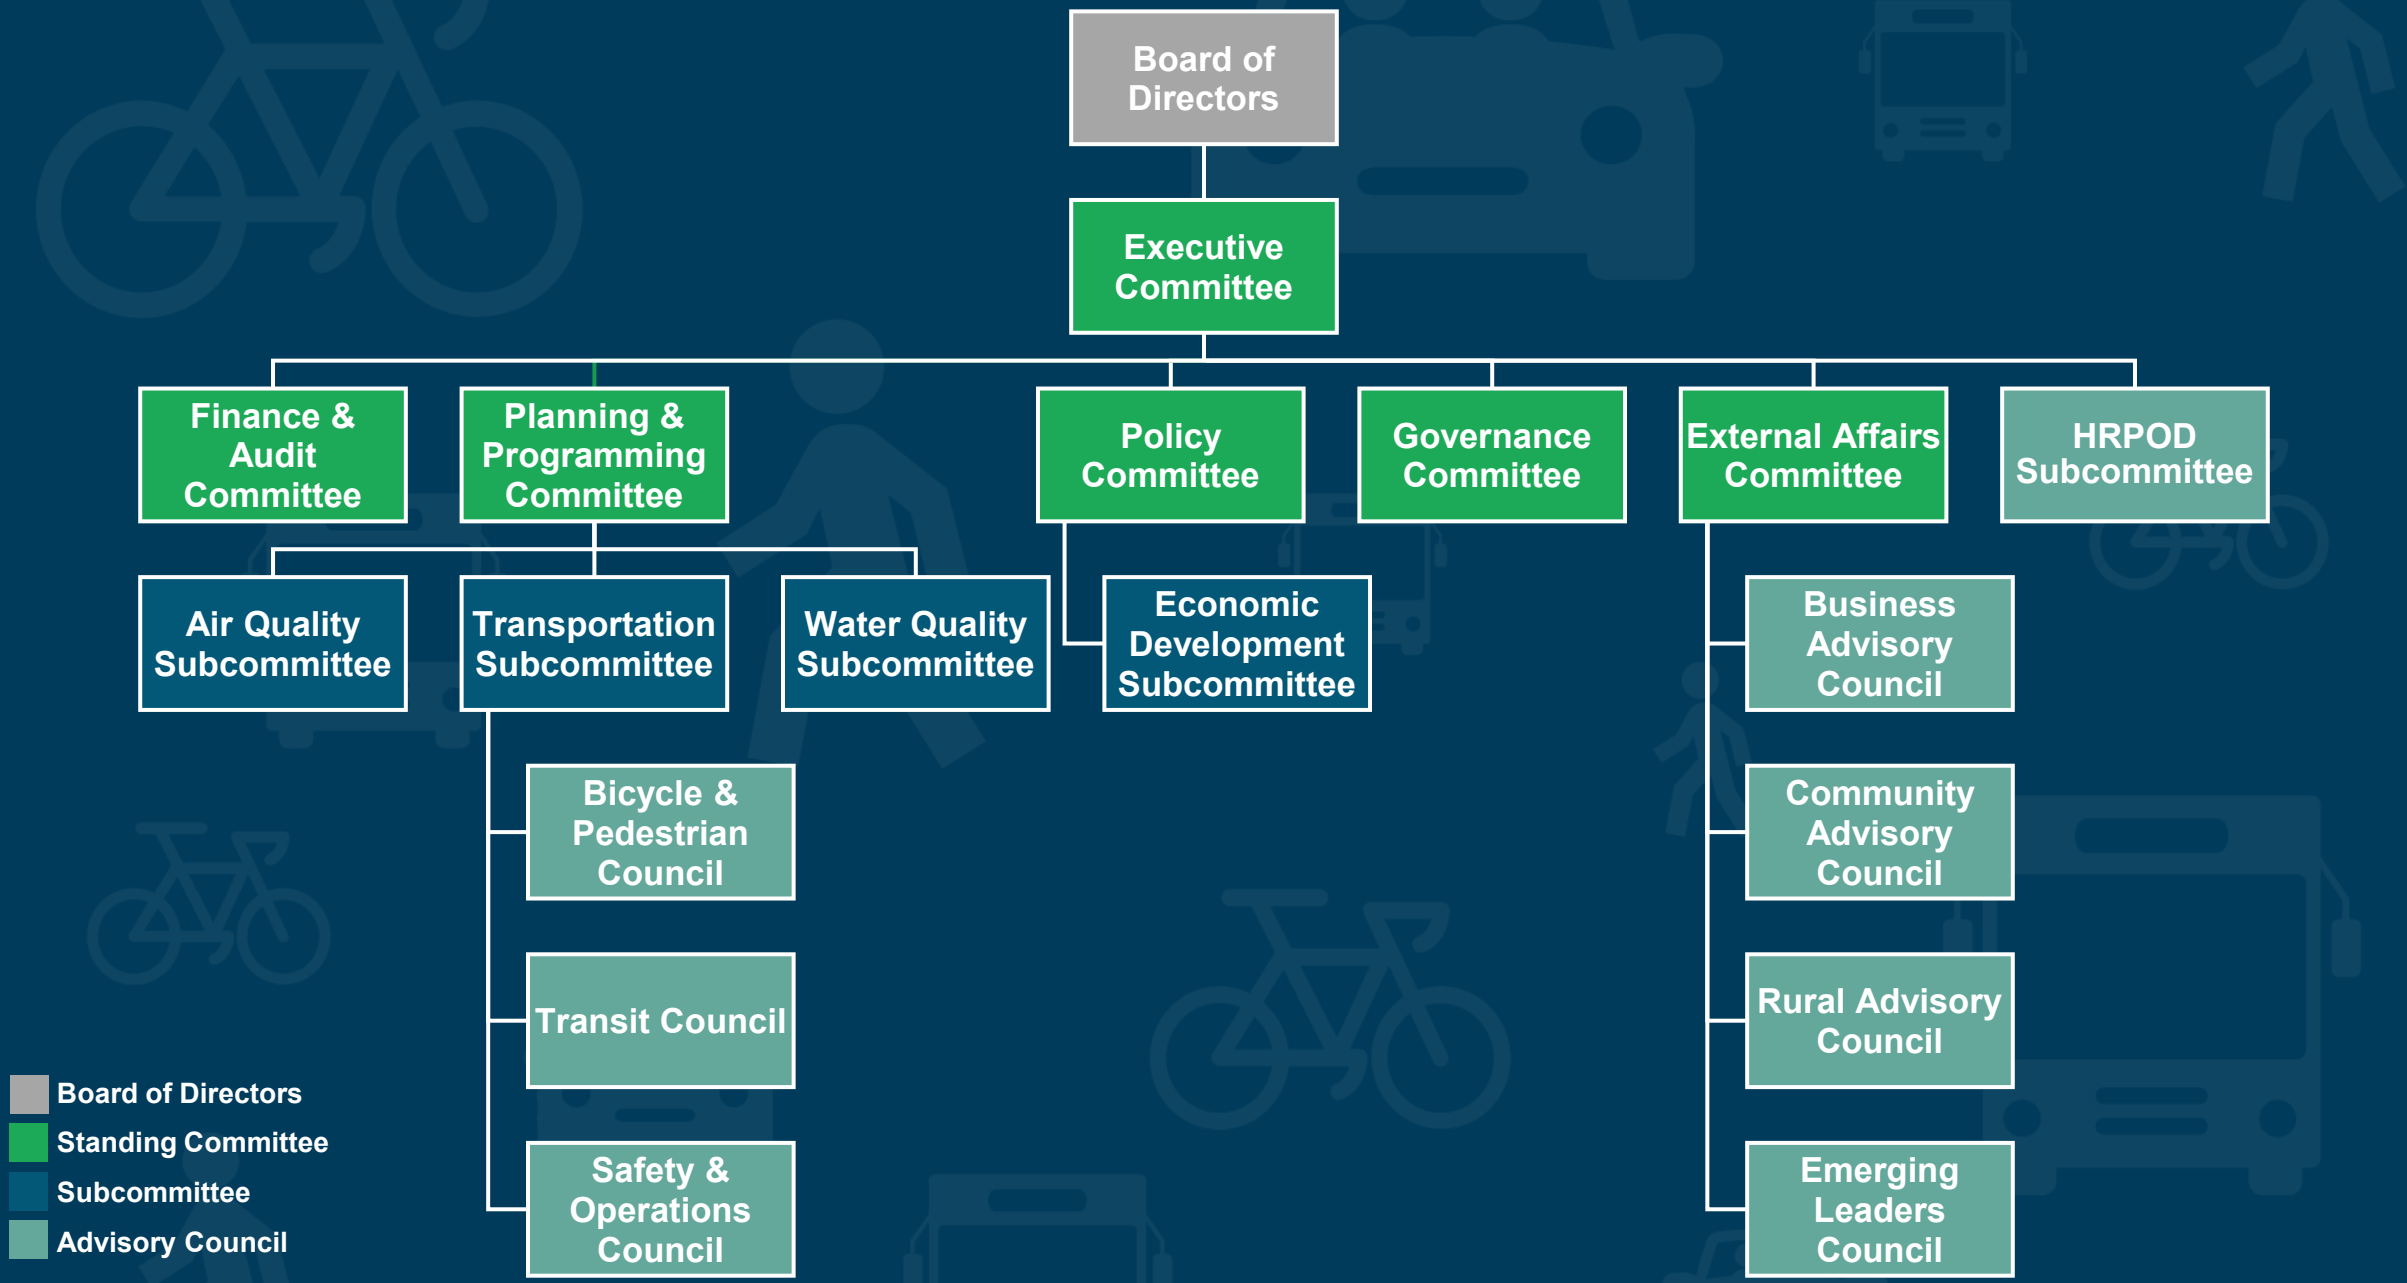 Board of
Directors
Executive
Committee
Finance &
Audit
Committee
Planning &
Programming
Committee
Policy
Committee
Governance
Committee
External Affairs
Committee
HRPOD
Subcommittee
Air Quality
Subcommittee
Transportation
Subcommittee
Water Quality
Subcommittee
Economic
Development
Subcommittee
Business
Advisory
Council
Bicycle &
Pedestrian
Council
Community
Advisory
Council
Transit Council
Rural Advisory
Council
Safety &
Operations
Council
Emerging
Leaders
Council
Board of Directors
Standing Committee
Subcommittee
Advisory Council